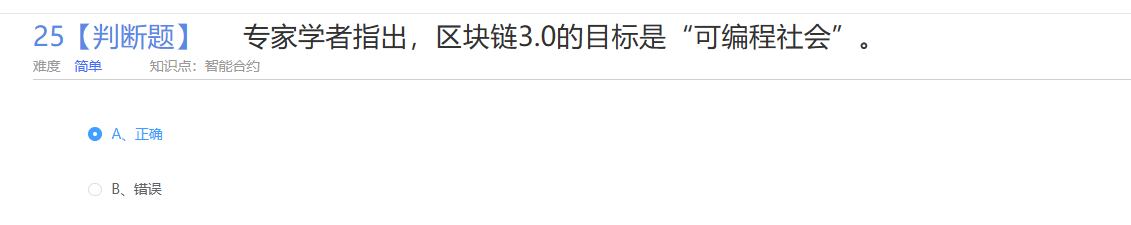 25【判断题】 专家学者指出，区块链3.0的目标是“可编程社会”。
难度 简单 知识点：智能合约
A、正确
B、错误